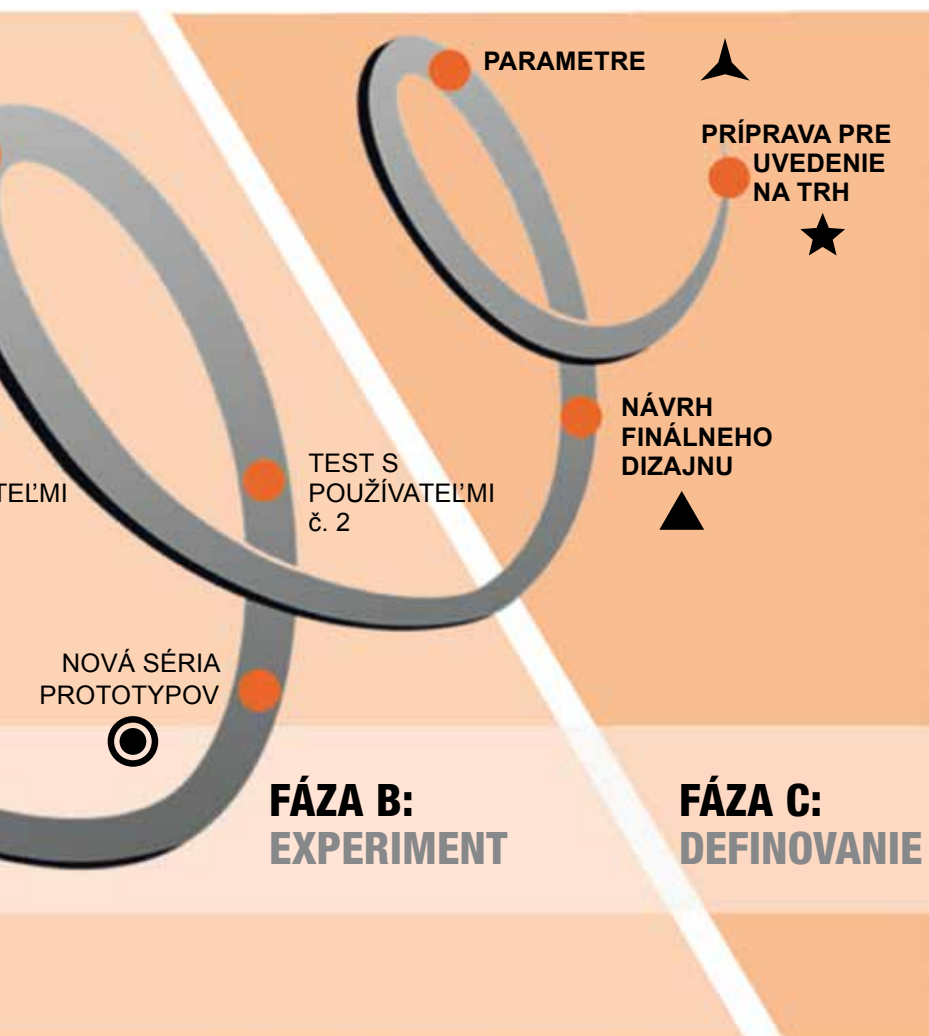 PARAMETRE
PRÍPRAVA PRE
UVEDENIE
NA TRH
NÁVRH
FINÁLNEHO
DIZAJNU
TEĽMI
TEST S
POUŽÍVATEĽMI
č. 2
NOVÁ SÉRIA
PROTOTYPOV
FÁZA B:
EXPERIMENT
FÁZA C:
DEFINOVANIE